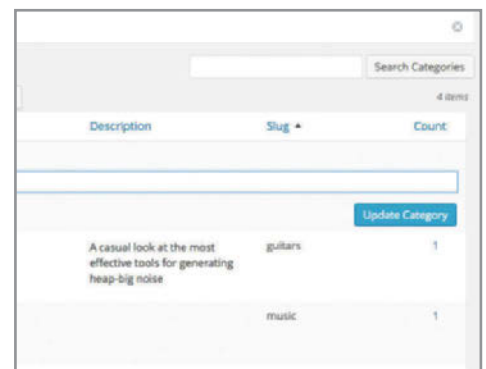 Search Categories
4 items
Description Slug Count
Update Category
A casual look at the most guitars 1
effective tools for generating
heap-big noise
music 1